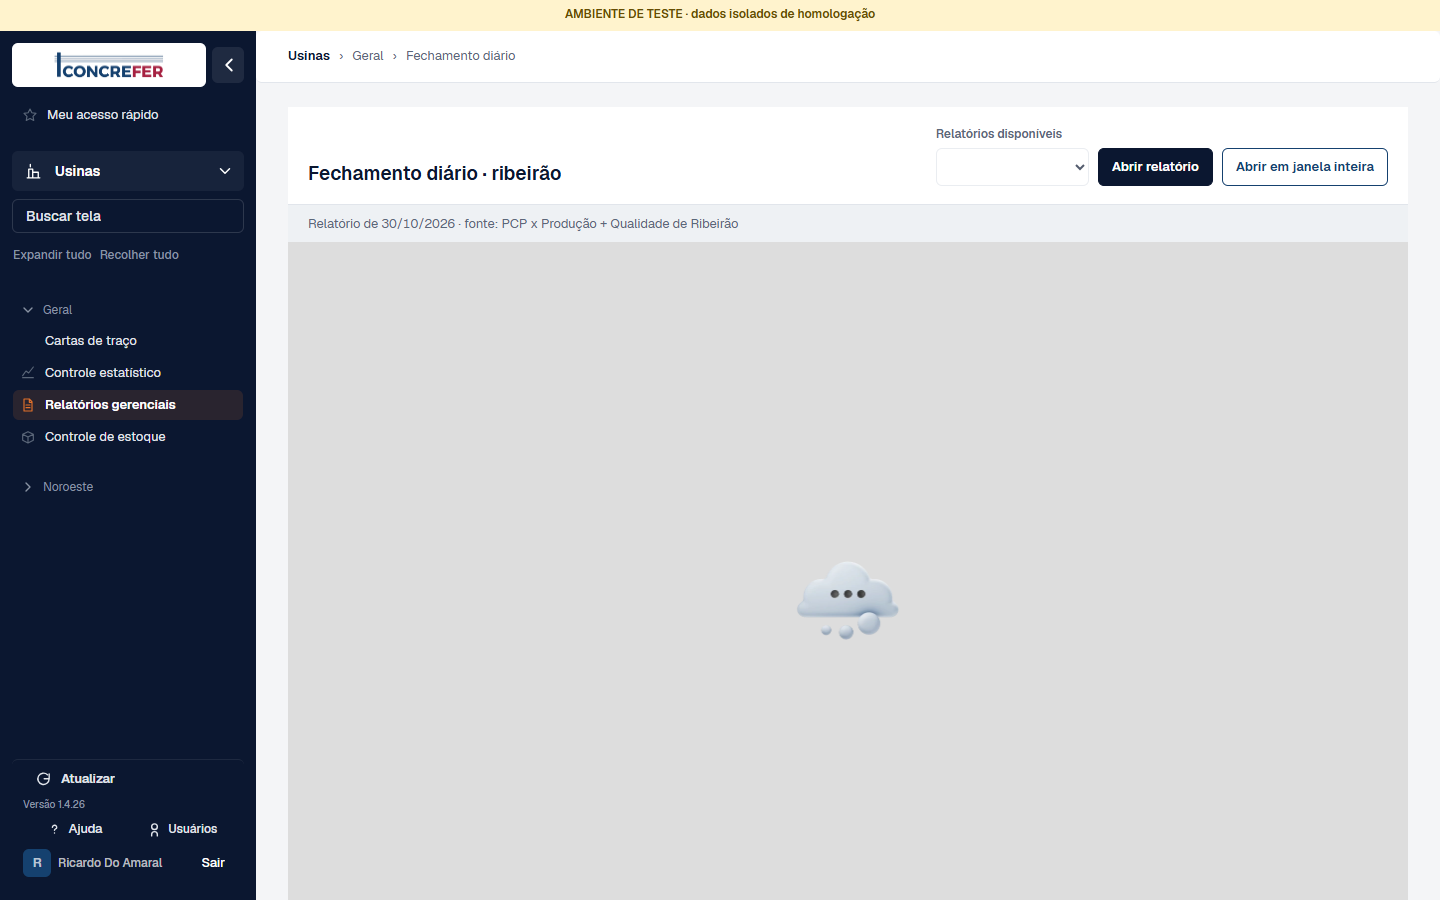 AMBIENTE DE TESTE · dados isolados de homologação
CONCREFER
Meu acesso rápido
Usinas
Buscar tela
Expandir tudo Recolher tudo
Geral
Cartas de traço
Controle estatístico
Relatórios gerenciais
Controle de estoque
Noroeste
Atualizar
Versão 1.4.26
? Ajuda Usuários
R Ricardo Do Amaral Sair
Usinas › Geral › Fechamento diário
Relatórios disponíveis
Fechamento diário · ribeirão
Abrir relatório Abrir em janela inteira
Relatório de 30/10/2026 · fonte: PCP x Produção + Qualidade de Ribeirão